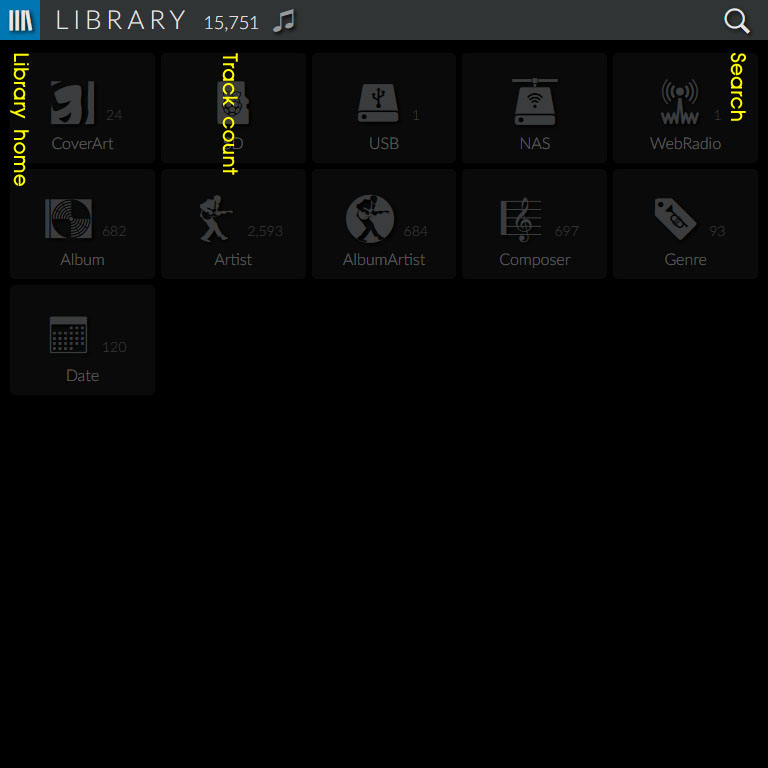 LIBRARY 15,751
Library home
Track count
Search
24
CoverArt
1
USB
NAS
1
WebRadio
682
Album
2,593
Artist
684
AlbumArtist
697
Composer
93
Genre
120
Date